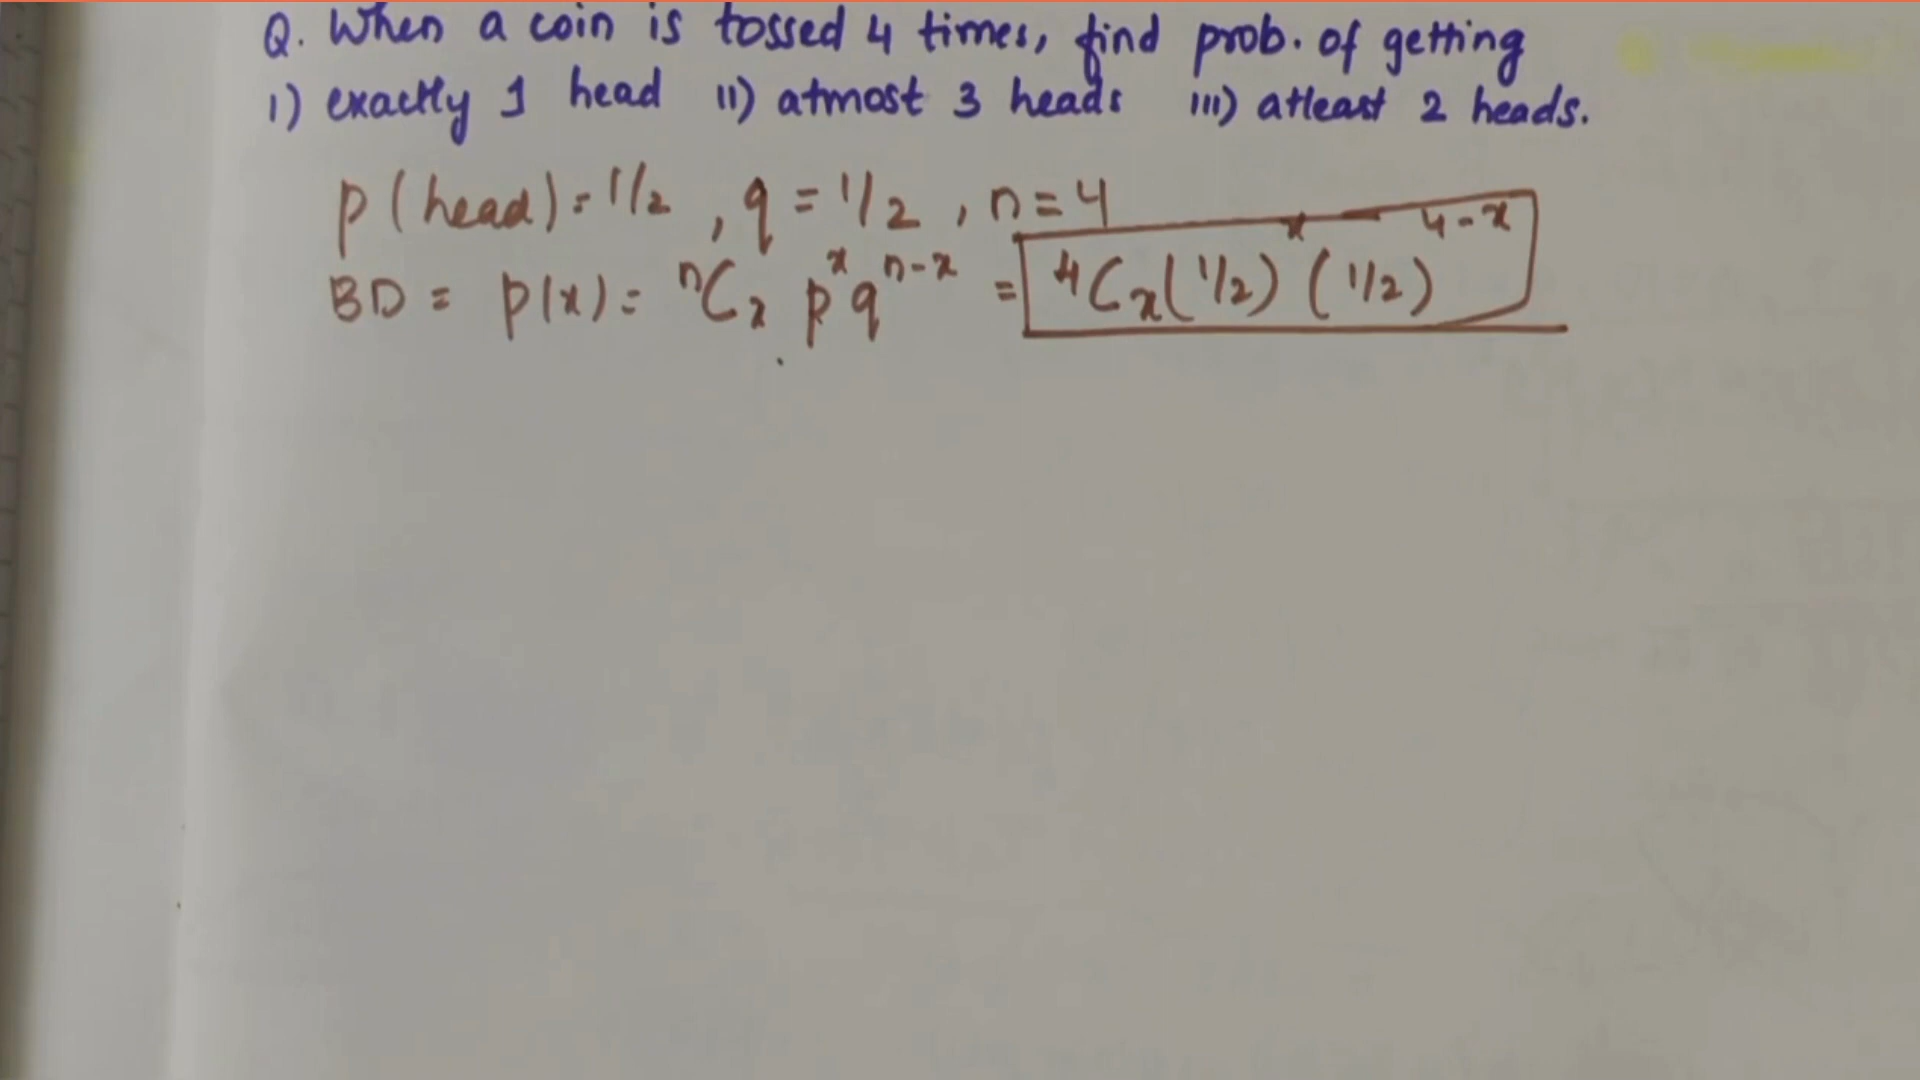 Q. When a coin is tossed 4 times, find prob. of getting
i) exactly 1 head ii) atmost 3 heads iii) atleast 2 heads.
p(head) = 1/2, q = 1/2, n = 4
BD = p(x) = ⁿCₓ pˣ qⁿ⁻ˣ = ⁴Cₓ(1/2)ˣ (1/2)⁴⁻ˣ